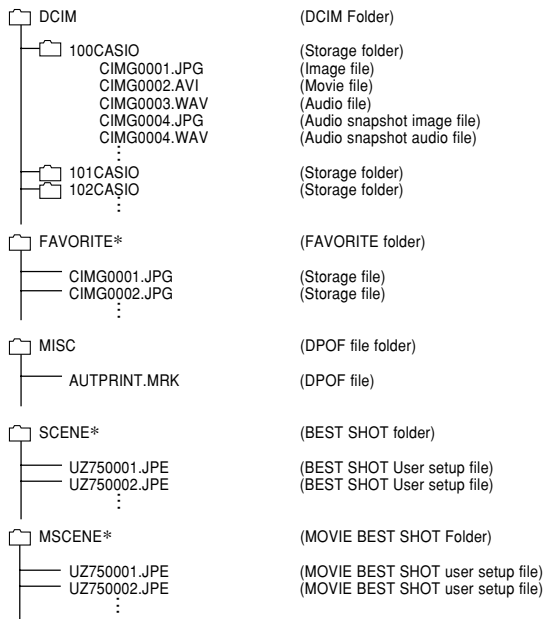 DCIM (DCIM Folder)
100CASIO (Storage folder)
CIMG0001.JPG (Image file)
CIMG0002.AVI (Movie file)
CIMG0003.WAV (Audio file)
CIMG0004.JPG (Audio snapshot image file)
CIMG0004.WAV (Audio snapshot audio file)
101CASIO (Storage folder)
102CASIO (Storage folder)
FAVORITE* (FAVORITE folder)
CIMG0001.JPG (Storage file)
CIMG0002.JPG (Storage file)
MISC (DPOF file folder)
AUTPRINT.MRK (DPOF file)
SCENE* (BEST SHOT folder)
UZ750001.JPE (BEST SHOT User setup file)
UZ750002.JPE (BEST SHOT User setup file)
MSCENE* (MOVIE BEST SHOT Folder)
UZ750001.JPE (MOVIE BEST SHOT user setup file)
UZ750002.JPE (MOVIE BEST SHOT user setup file)